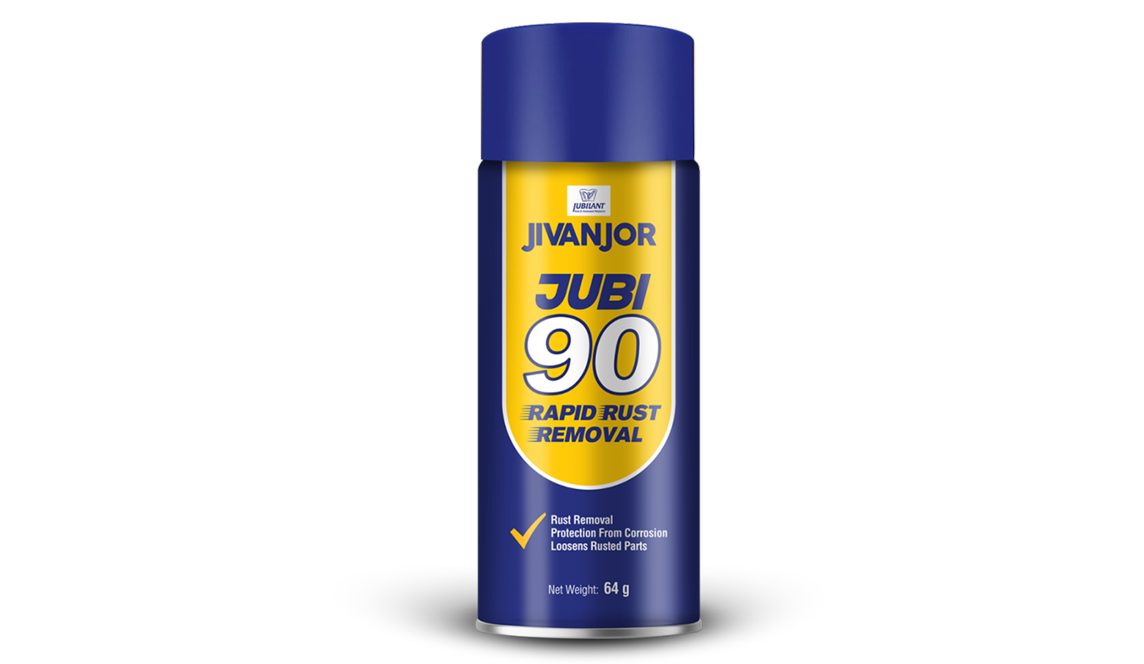 JUBILANT
JIVANJOR
JUBI
90
RAPID RUST
REMOVAL
Rust Removal
Protection From Corrosion
Loosens Rusted Parts
Net Weight: 64 g